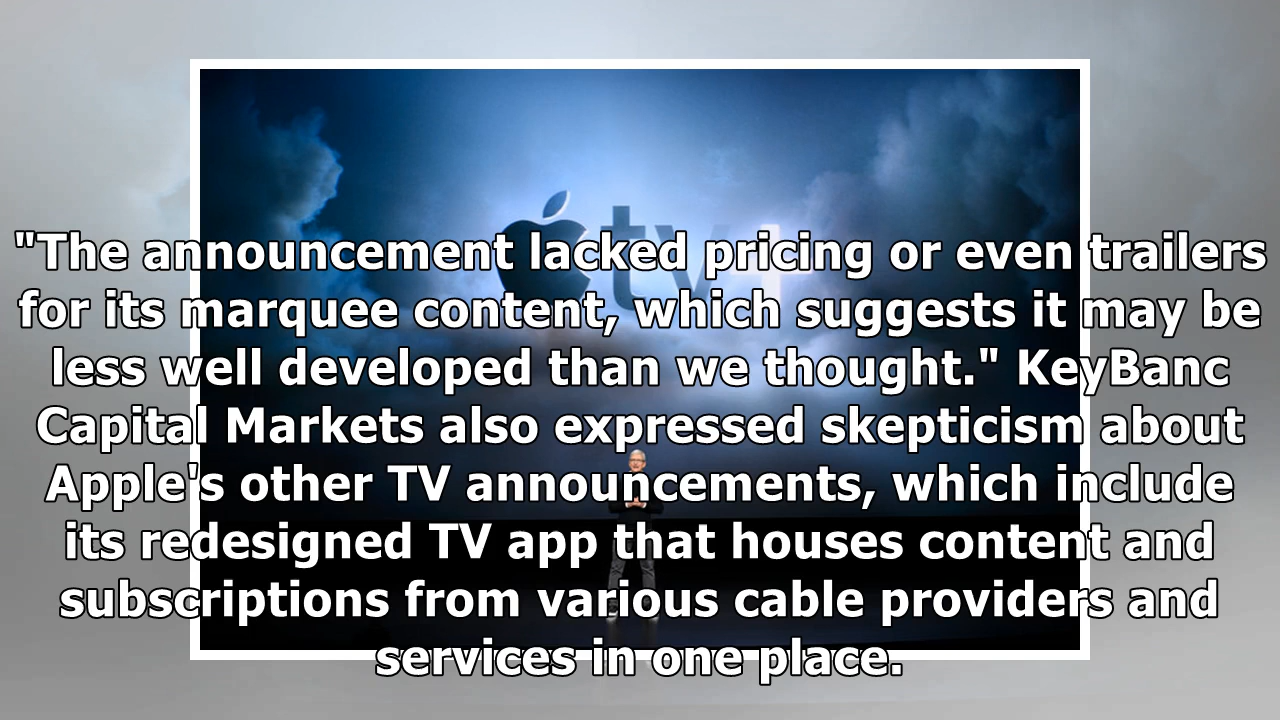 tv+
"The announcement lacked pricing or even trailers
for its marquee content, which suggests it may be
less well developed than we thought." KeyBanc
Capital Markets also expressed skepticism about
Apple's other TV announcements, which include
its redesigned TV app that houses content and
subscriptions from various cable providers and
services in one place.